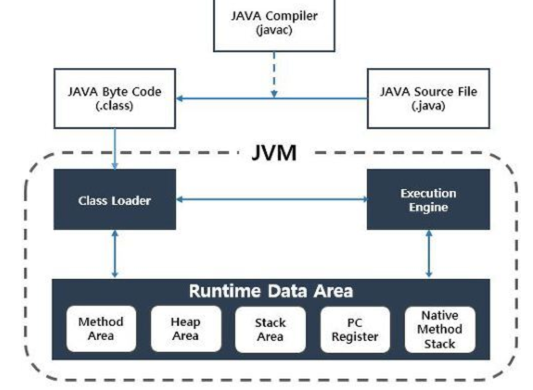 JAVA Compiler
(javac)
JAVA Byte Code
(.class)
JAVA Source File
(.java)
JVM
Class Loader
Execution
Engine
Runtime Data Area
Method
Area
Heap
Area
Stack
Area
PC
Register
Native
Method
Stack